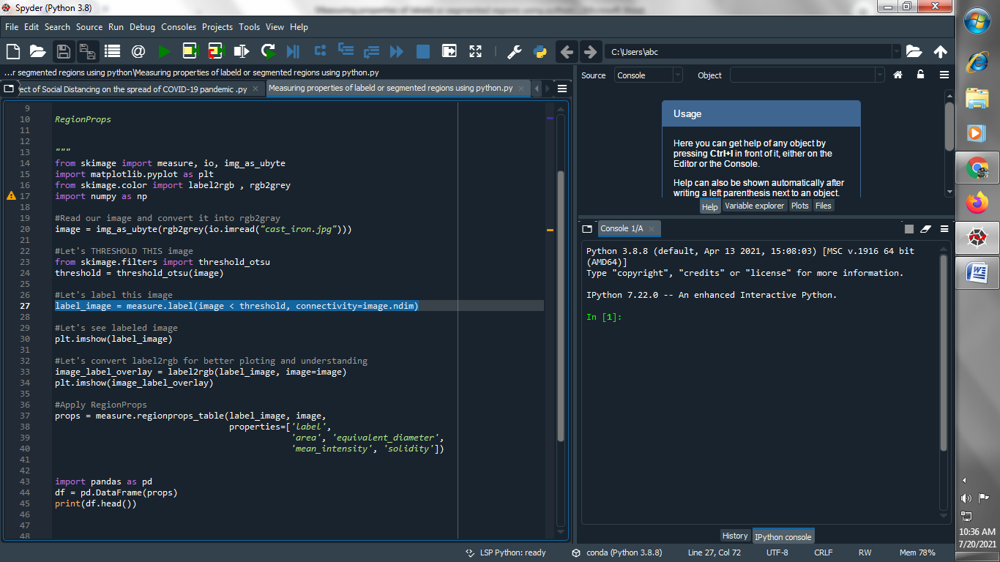 Spyder (Python 3.8)
File Edit Search Source Run Debug Consoles Projects Tools View Help
C:\Users\abc
...r segmented regions using python\Measuring properties of labeld or segmented regions using python.py
ect of Social Distancing on the spread of COVID-19 pandemic .py
Measuring properties of labeld or segmented regions using python.py
9
10 RegionProps
11
12
13 """
14 from skimage import measure, io, img_as_ubyte
15 import matplotlib.pyplot as plt
16 from skimage.color import label2rgb , rgb2grey
17 import numpy as np
18
19 #Read our image and convert it into rgb2gray
20 image = img_as_ubyte(rgb2grey(io.imread("cast_iron.jpg")))
21
22 #Let's THRESHOLD THIS image
23 from skimage.filters import threshold_otsu
24 threshold = threshold_otsu(image)
25
26 #Let's label this image
27 label_image = measure.label(image < threshold, connectivity=image.ndim)
28
29 #Let's see labeled image
30 plt.imshow(label_image)
31
32 #Let's convert label2rgb for better ploting and understanding
33 image_label_overlay = label2rgb(label_image, image=image)
34 plt.imshow(image_label_overlay)
35
36 #Apply RegionProps
37 props = measure.regionprops_table(label_image, image,
38 properties=['label',
39 'area', 'equivalent_diameter',
40 'mean_intensity', 'solidity'])
41
42
43 import pandas as pd
44 df = pd.DataFrame(props)
45 print(df.head())
46
47
48
Source Console Object
Usage
Here you can get help of any object by
pressing Ctrl+I in front of it, either on the
Editor or the Console.
Help can also be shown automatically after
writing a left parenthesis next to an object.
Help Variable explorer Plots Files
Console 1/A
Python 3.8.8 (default, Apr 13 2021, 15:08:03) [MSC v.1916 64 bit
(AMD64)]
Type "copyright", "credits" or "license" for more information.
IPython 7.22.0 -- An enhanced Interactive Python.
In [1]:
History IPython console
LSP Python: ready conda (Python 3.8.8) Line 27, Col 72 UTF-8 CRLF RW Mem 78%
10:36 AM
7/20/2021